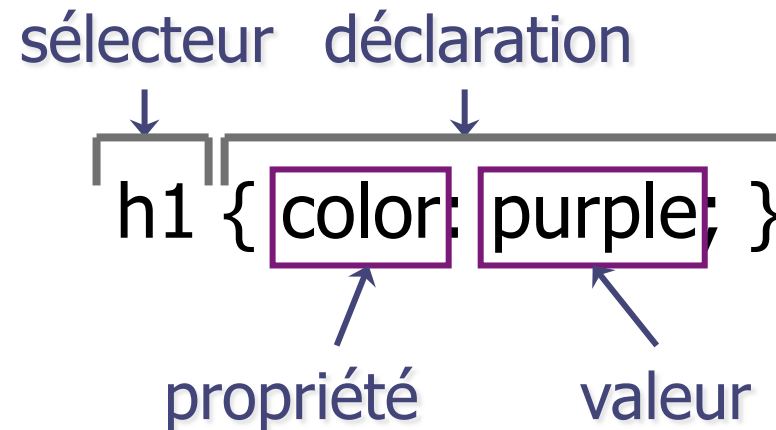 sélecteur déclaration
h1 { color: purple; }
propriété valeur